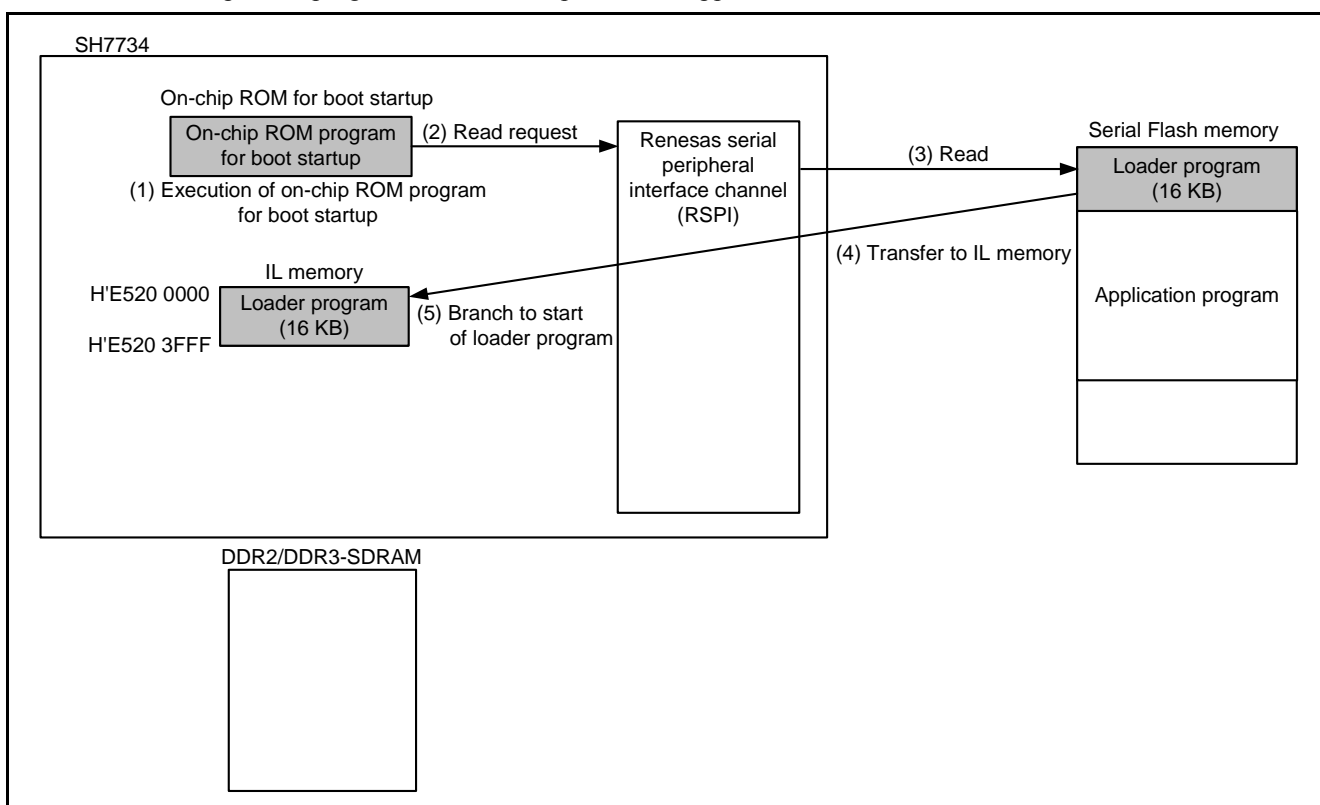 SH7734
On-chip ROM for boot startup
On-chip ROM program
for boot startup
(1) Execution of on-chip ROM program
for boot startup
(2) Read request
Renesas serial
peripheral
interface channel
(RSPI)
(3) Read
Serial Flash memory
Loader program
(16 KB)
Application program
(4) Transfer to IL memory
IL memory
H'E520 0000
Loader program
(16 KB)
H'E520 3FFF
(5) Branch to start
of loader program
DDR2/DDR3-SDRAM